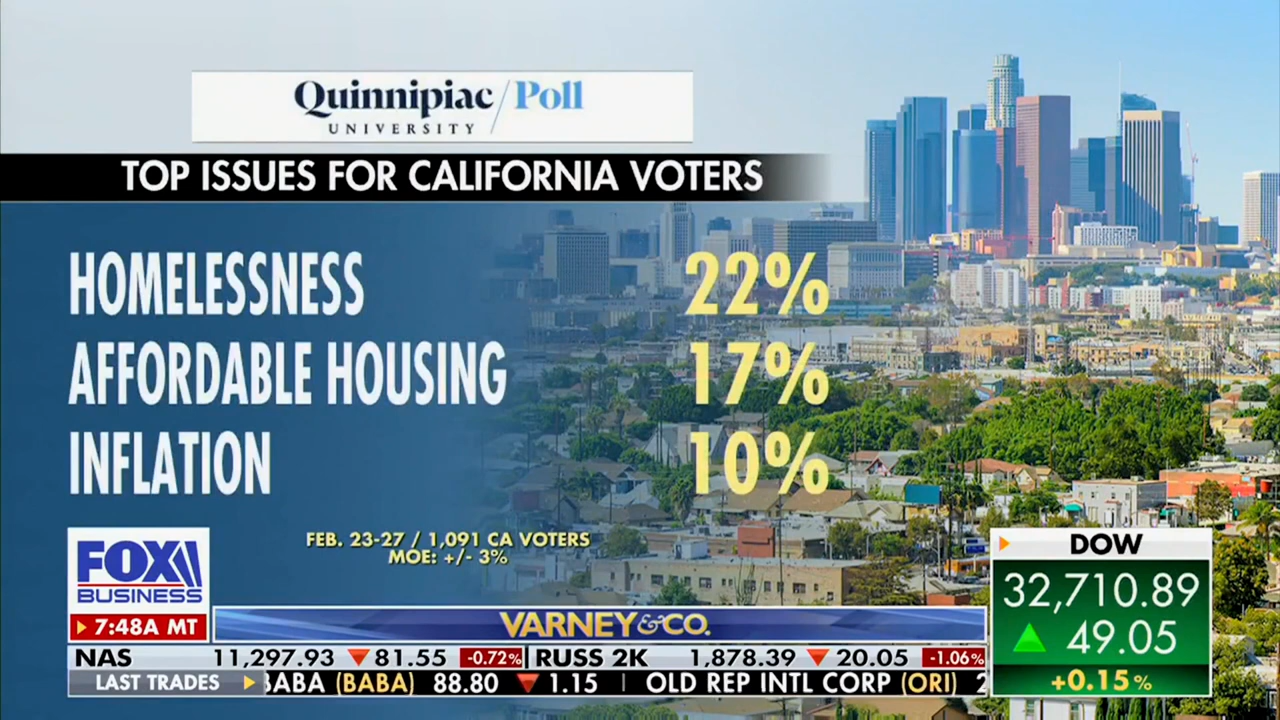 Quinnipiac / Poll
UNIVERSITY
TOP ISSUES FOR CALIFORNIA VOTERS
HOMELESSNESS 22%
AFFORDABLE HOUSING 17%
INFLATION 10%
FEB. 23-27 / 1,091 CA VOTERS
MOE: +/- 3%
FOX
BUSINESS
7:48A MT
VARNEY & CO.
DOW
32,710.89
49.05
+0.15%
NAS 11,297.93 81.55 -0.72% RUSS 2K 1,878.39 20.05 -1.06%
LAST TRADES BABA (BABA) 88.80 1.15 | OLD REP INTL CORP (ORI) 2